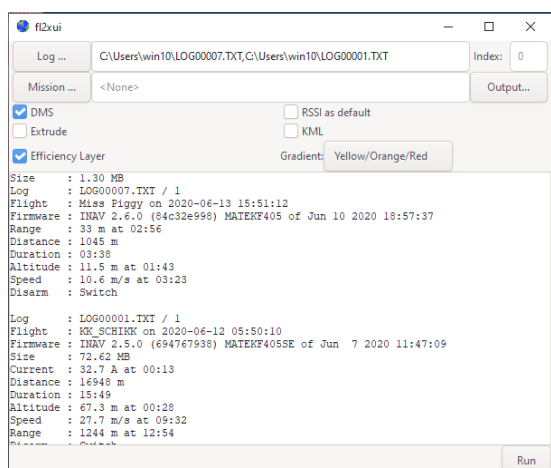 fl2xui
Log ... C:\Users\win10\LOG00007.TXT,C:\Users\win10\LOG00001.TXT Index: 0
Mission ... <None> Output...
DMS RSSI as default
Extrude KML
Efficiency Layer Gradient: Yellow/Orange/Red
Size : 1.30 MB
Log : LOG00007.TXT / 1
Flight : Miss Piggy on 2020-06-13 15:51:12
Firmware : INAV 2.6.0 (84c32e998) MATEKF405 of Jun 10 2020 18:57:37
Range : 33 m at 02:56
Distance : 1045 m
Duration : 03:38
Altitude : 11.5 m at 01:43
Speed : 10.6 m/s at 03:23
Disarm : Switch
Log : LOG00001.TXT / 1
Flight : KK_SCHIKK on 2020-06-12 05:50:10
Firmware : INAV 2.5.0 (694767938) MATEKF405SE of Jun 7 2020 11:47:09
Size : 72.62 MB
Current : 32.7 A at 00:13
Distance : 16948 m
Duration : 15:49
Altitude : 67.3 m at 00:28
Speed : 27.7 m/s at 09:32
Range : 1244 m at 12:54
Disarm : Switch
Run